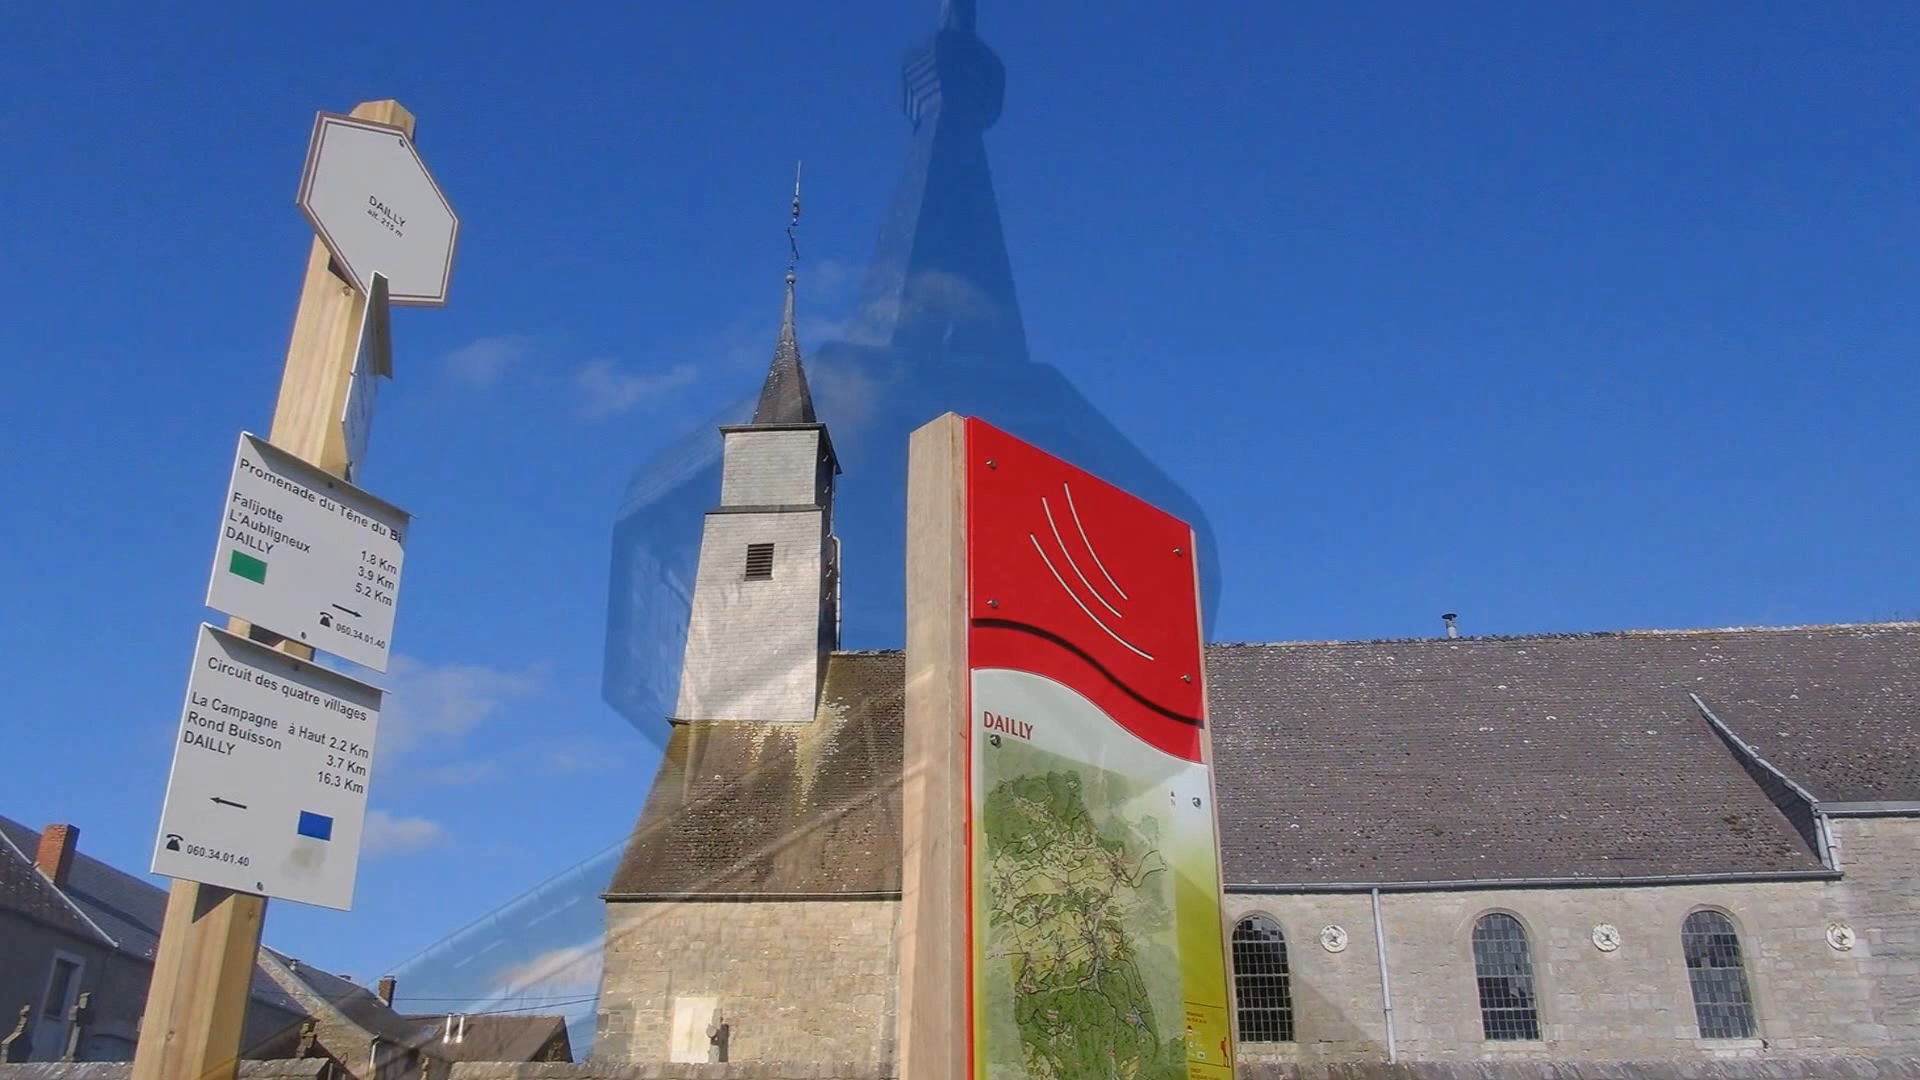 DAILLY
alt. 215 m
Promenade du Têne du Bi
Falijotte 1.8 Km
L'Aubligneux 3.9 Km
DAILLY 5.2 Km
060.34.01.40
Circuit des quatre villages
La Campagne à Haut 2.2 Km
Rond Buisson 3.7 Km
DAILLY 16.3 Km
060.34.01.40
DAILLY
N